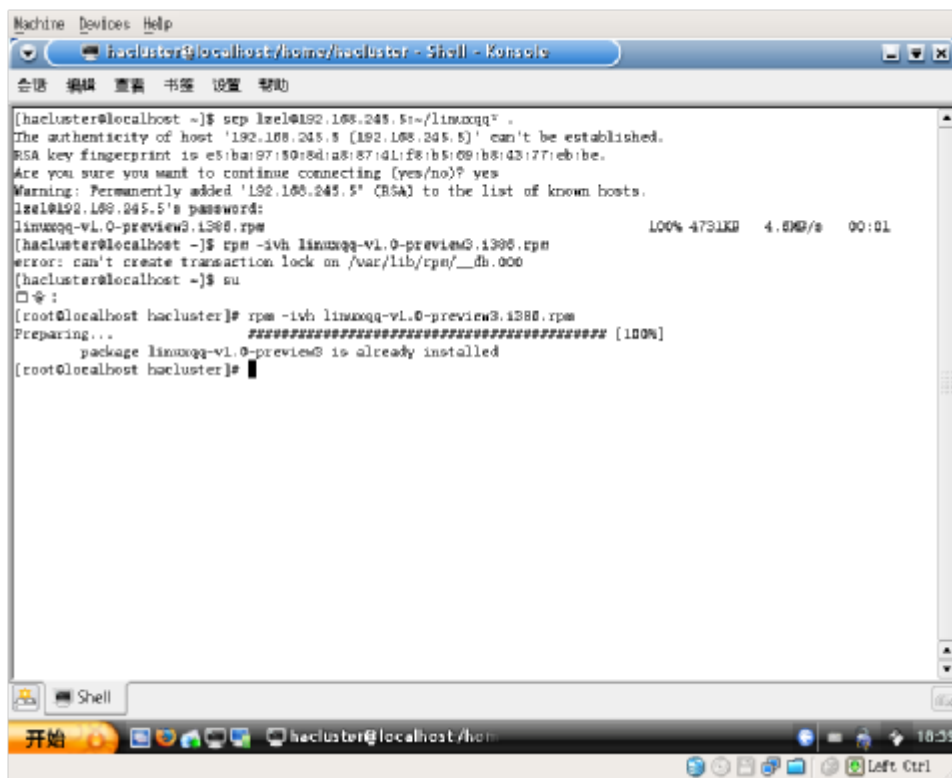 Machine Devices Help
hacluster@localhost:/home/hacluster - Shell - Konsole
会话 编辑 查看 书签 设置 帮助
[hacluster@localhost ~]$ scp lzel@192.168.245.5:~/linuxqq* .
The authenticity of host '192.168.245.5 (192.168.245.5)' can't be established.
RSA key fingerprint is e5:ba:97:50:8d:a8:87:41:f8:b5:69:b8:43:77:eb:be.
Are you sure you want to continue connecting (yes/no)? yes
Warning: Permanently added '192.168.245.5' (RSA) to the list of known hosts.
lzel@192.168.245.5's password:
linuxqq-v1.0-preview3.i386.rpm 100% 4731KB 4.6MB/s 00:01
[hacluster@localhost ~]$ rpm -ivh linuxqq-v1.0-preview3.i386.rpm
error: can't create transaction lock on /var/lib/rpm/__db.000
[hacluster@localhost ~]$ su
口令:
[root@localhost hacluster]# rpm -ivh linuxqq-v1.0-preview3.i386.rpm
Preparing... ########################################### [100%]
package linuxqq-v1.0-preview3 is already installed
[root@localhost hacluster]#
Shell
开始 hacluster@localhost:/hom
Left Ctrl